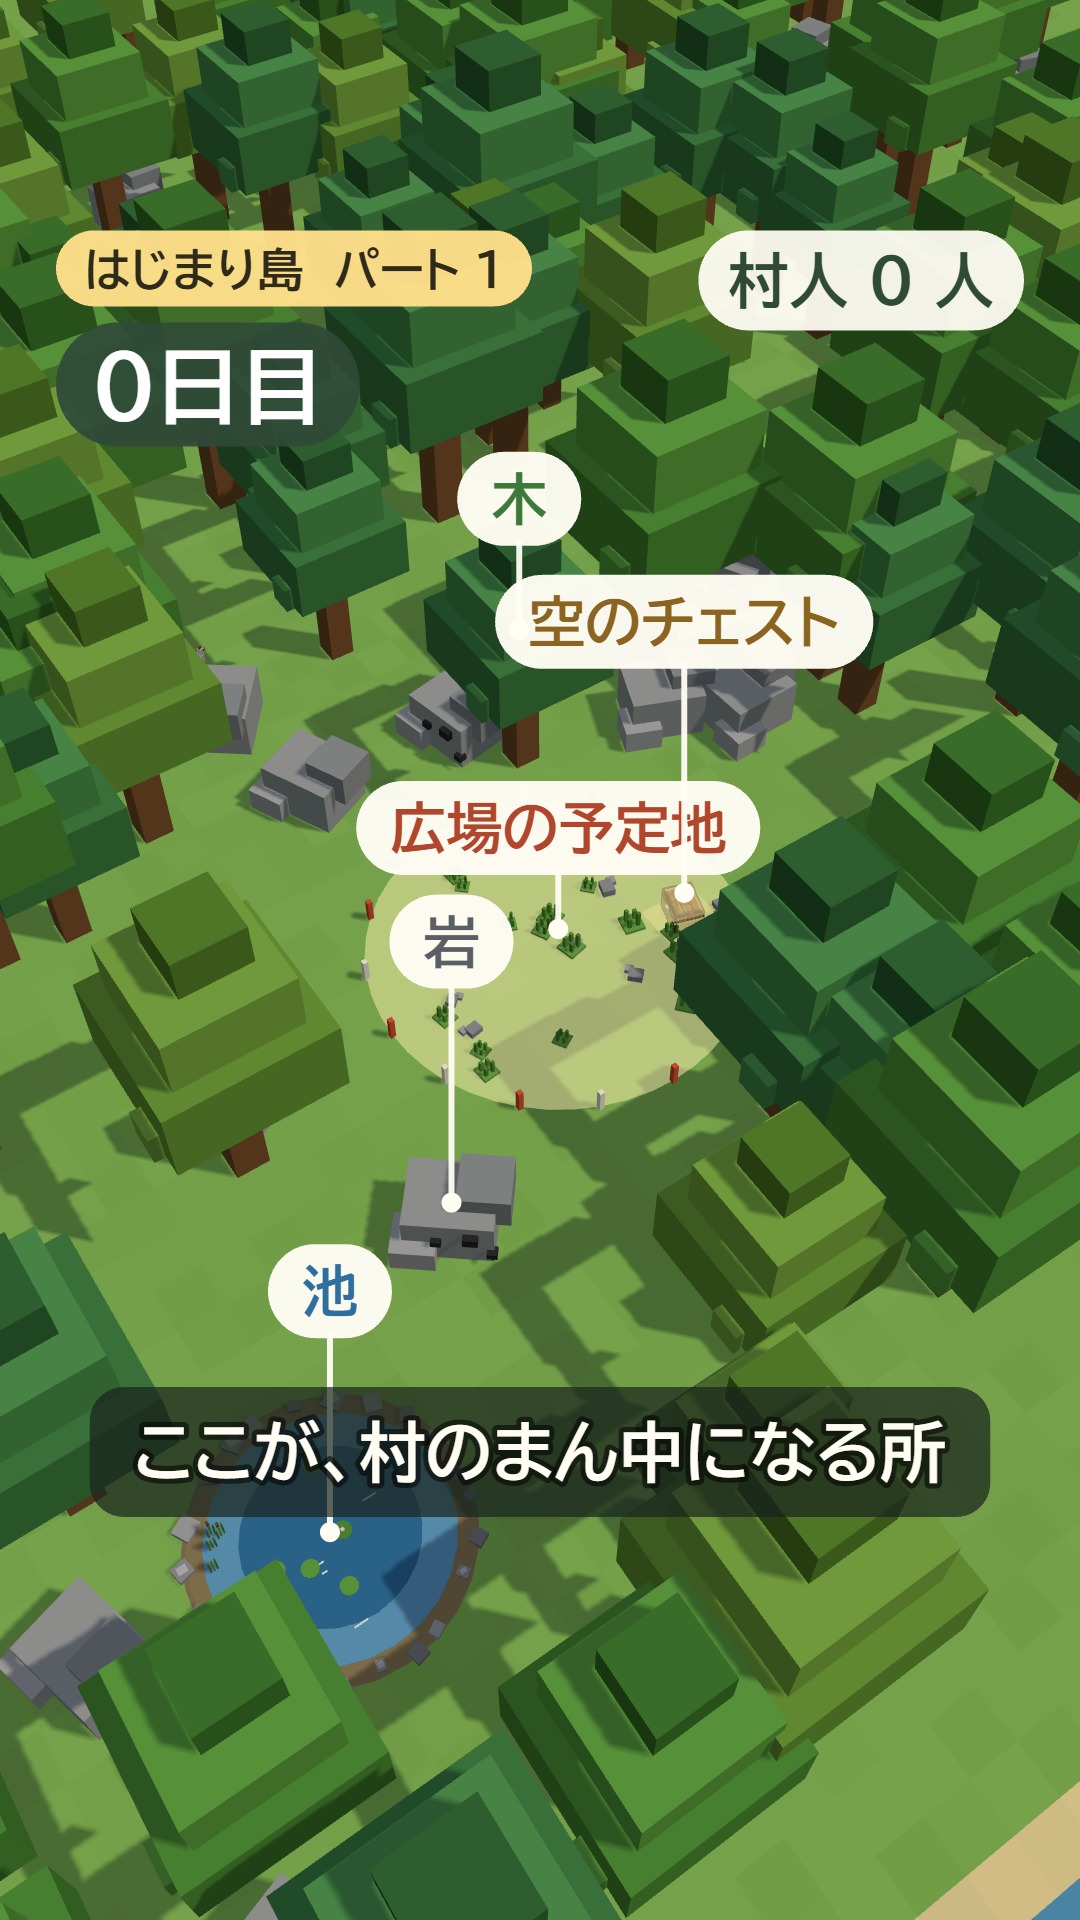 はじまり島 パート 1
村人 0 人
0日目
木
空のチェスト
広場の予定地
岩
池
ここが、村のまん中になる所